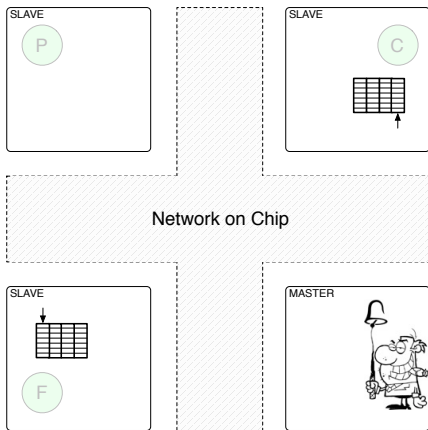 SLAVE
P
SLAVE
C
Network on Chip
SLAVE
F
MASTER